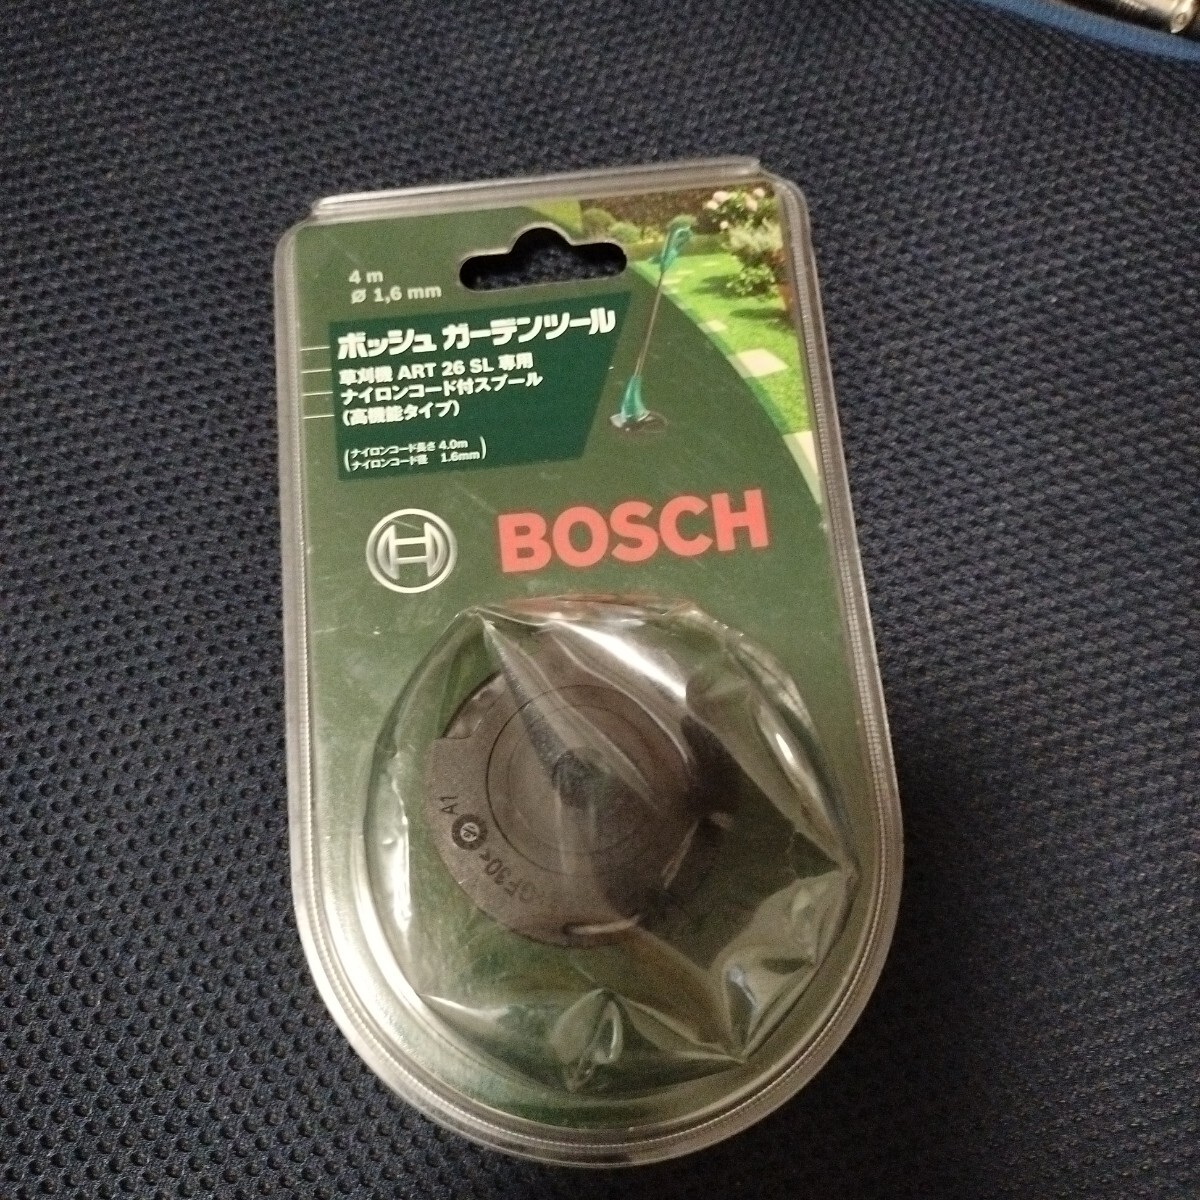 4 m
Ø 1,6 mm
ボッシュ ガーデンツール
草刈機 ART 26 SL 専用
ナイロンコード付スプール
（高機能タイプ）
(ナイロンコード長さ 4.0m
ナイロンコード径 1.6mm)
BOSCH
A1
GF30<